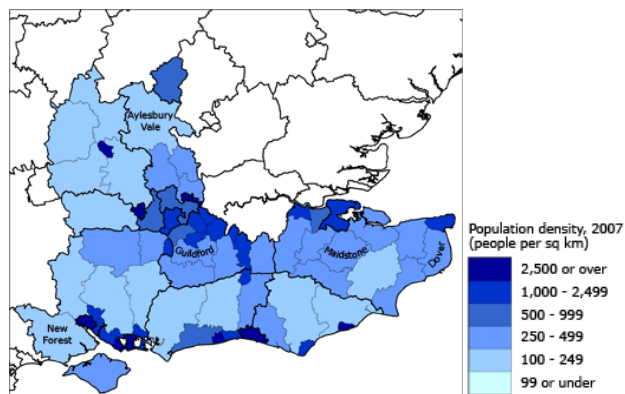 Aylesbury
Vale
Guildford
Maidstone
Dover
New
Forest
Population density, 2007
(people per sq km)
2,500 or over
1,000 - 2,499
500 - 999
250 - 499
100 - 249
99 or under